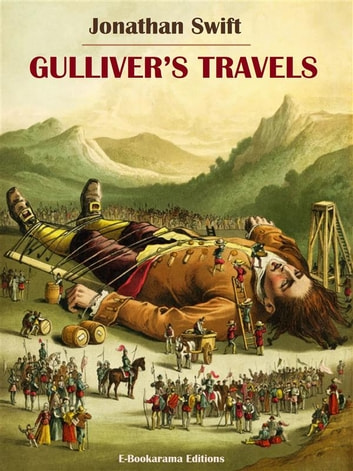 Jonathan Swift
GULLIVER'S TRAVELS
E-Bookarama Editions